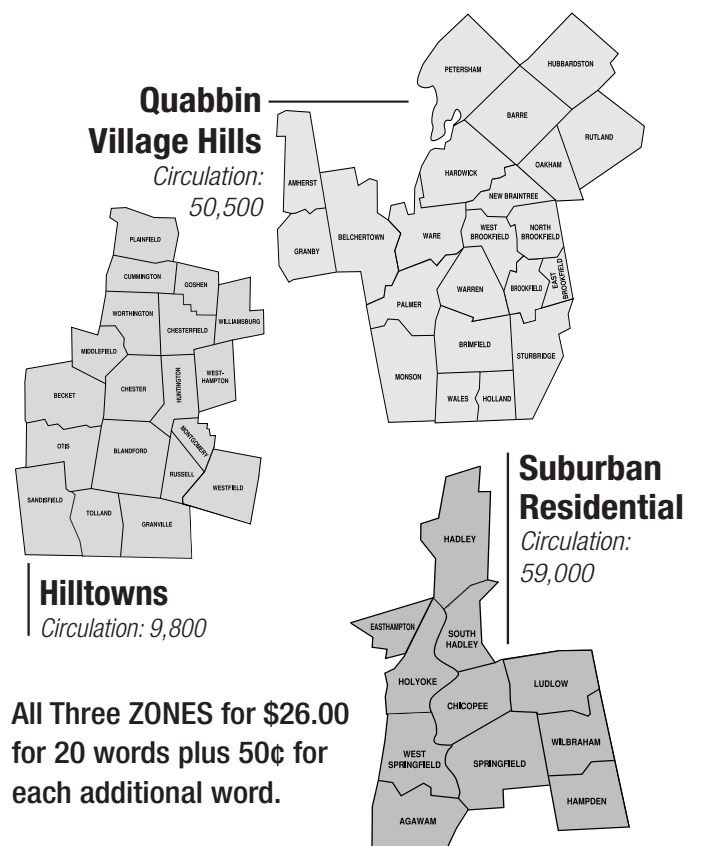 Quabbin
Village Hills
Circulation:
50,500
PETERSHAM
HUBBARDSTON
BARRE
RUTLAND
OAKHAM
HARDWICK
NEW BRAINTREE
AMHERST
GRANBY
BELCHERTOWN
WARE
WEST
BROOKFIELD
NORTH
BROOKFIELD
EAST
BROOKFIELD
BROOKFIELD
WARREN
PALMER
BRIMFIELD
STURBRIDGE
MONSON
WALES
HOLLAND
PLAINFIELD
CUMMINGTON
GOSHEN
WORTHINGTON
CHESTERFIELD
WILLIAMSBURG
MIDDLEFIELD
BECKET
CHESTER
HUNTINGTON
WEST-
HAMPTON
OTIS
BLANDFORD
MONTGOMERY
RUSSELL
WESTFIELD
SANDISFIELD
TOLLAND
GRANVILLE
Hilltowns
Circulation: 9,800
Suburban
Residential
Circulation:
59,000
HADLEY
EASTHAMPTON
SOUTH
HADLEY
HOLYOKE
CHICOPEE
LUDLOW
WEST
SPRINGFIELD
SPRINGFIELD
WILBRAHAM
HAMPDEN
AGAWAM
All Three ZONES for $26.00
for 20 words plus 50¢ for
each additional word.